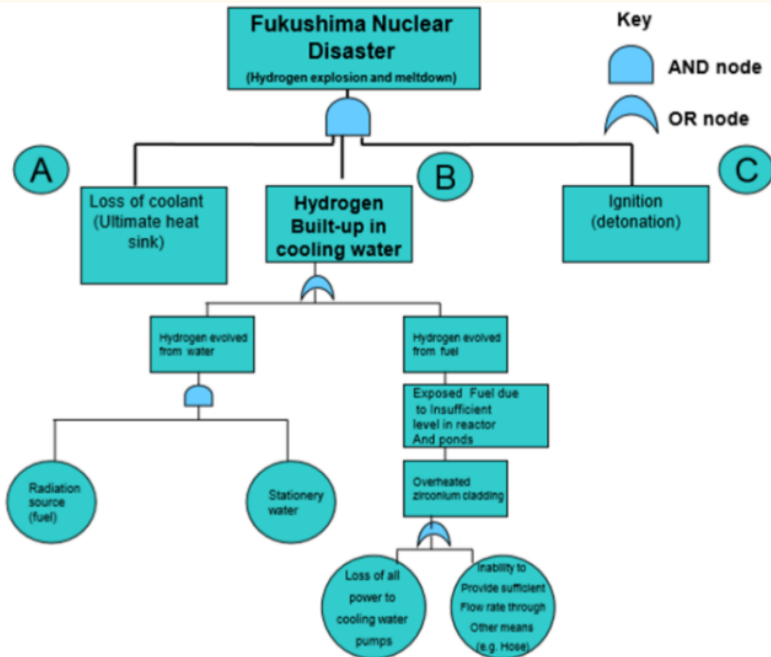 Fukushima Nuclear
Disaster
(Hydrogen explosion and meltdown)
Key
AND node
OR node
A
B
C
Loss of coolant
(Ultimate heat
sink)
Hydrogen
Built-up in
cooling water
Ignition
(detonation)
Hydrogen evolved
from water
Hydrogen evolved
from fuel
Exposed Fuel due
to Insufficient
level in reactor
And ponds
Overheated
zirconium cladding
Radiation
source
(fuel)
Stationery
water
Loss of all
power to
cooling water
pumps
Inability to
Provide sufficient
Flow rate through
Other means
(e.g. Hose)